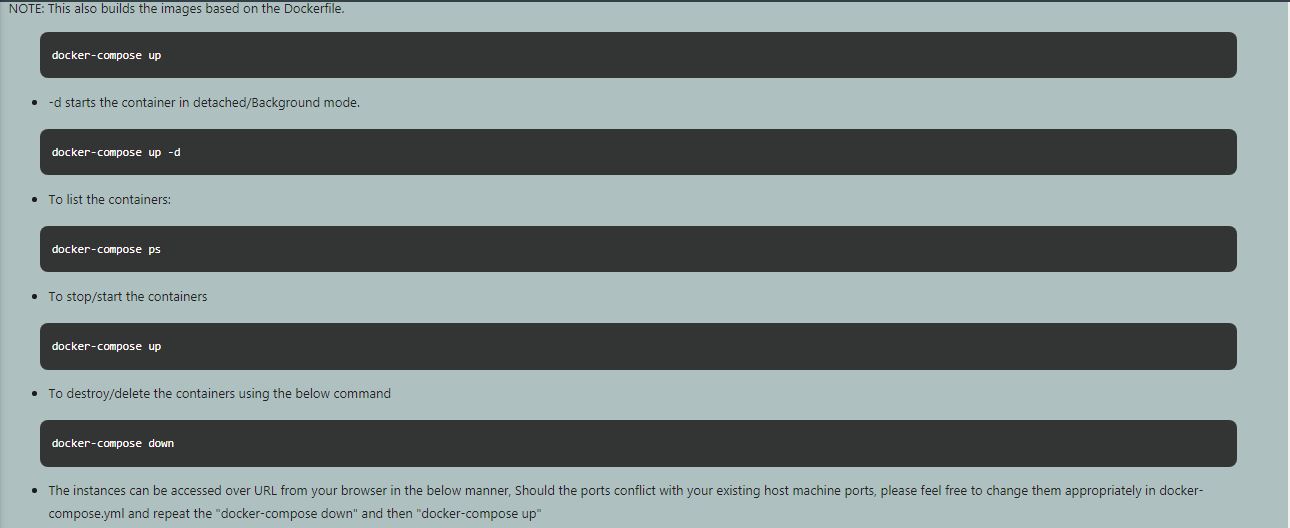 NOTE: This also builds the images based on the Dockerfile.
docker-compose up
• -d starts the container in detached/Background mode.
docker-compose up -d
• To list the containers:
docker-compose ps
• To stop/start the containers
docker-compose up
• To destroy/delete the containers using the below command
docker-compose down
• The instances can be accessed over URL from your browser in the below manner, Should the ports conflict with your existing host machine ports, please feel free to change them appropriately in docker-
compose.yml and repeat the "docker-compose down" and then "docker-compose up"